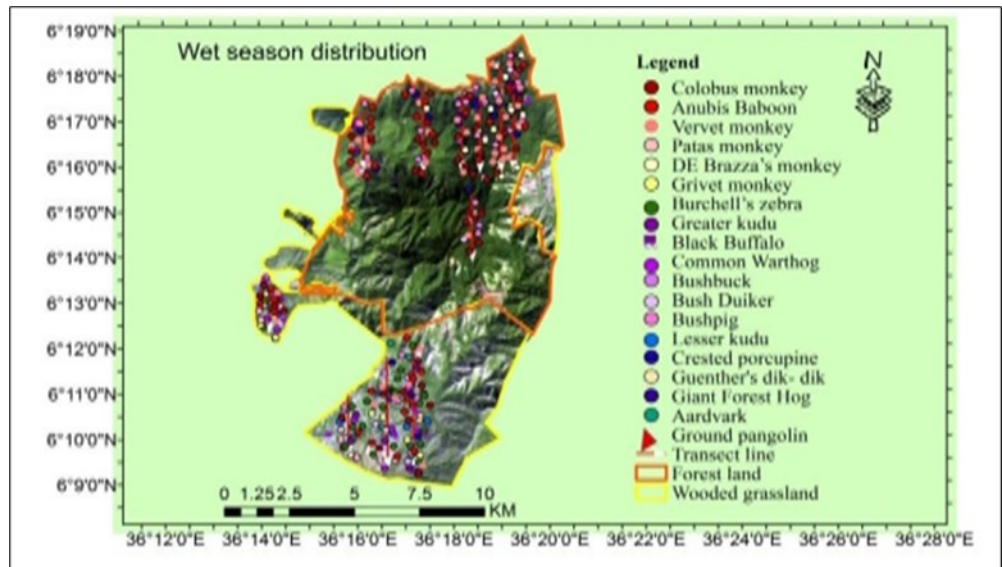 Wet season distribution
6°19'0"N
6°18'0"N
6°17'0"N
6°16'0"N
6°15'0"N
6°14'0"N
6°13'0"N
6°12'0"N
6°11'0"N
6°10'0"N
6°9'0"N
N
Legend
Colobus monkey
Anubis Baboon
Vervet monkey
Patas monkey
DE Brazza's monkey
Grivet monkey
Burchell's zebra
Greater kudu
Black Buffalo
Common Warthog
Bushbuck
Bush Duiker
Bushpig
Lesser kudu
Crested porcupine
Guenther's dik- dik
Giant Forest Hog
Aardvark
Ground pangolin
Transect line
Forest land
Wooded grassland
0 1.25 2.5 5 7.5 10
KM
36°12'0"E 36°14'0"E 36°16'0"E 36°18'0"E 36°20'0"E 36°22'0"E 36°24'0"E 36°26'0"E 36°28'0"E